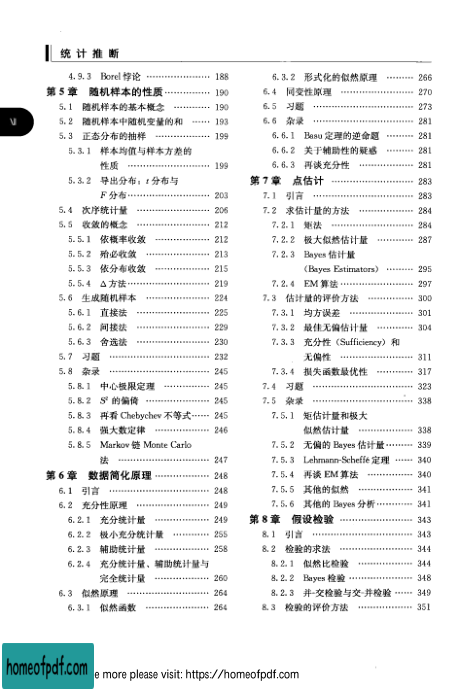 统 计 推 断
Ⅵ
4.9.3 Borel 悖论 ………………… 188
第 5 章 随机样本的性质 …………… 190
5.1 随机样本的基本概念 ………… 190
5.2 随机样本中随机变量的和 …… 193
5.3 正态分布的抽样 ……………… 199
5.3.1 样本均值与样本方差的
性质 …………………… 199
5.3.2 导出分布：t 分布与
F 分布 …………………… 203
5.4 次序统计量 …………………… 206
5.5 收敛的概念 …………………… 212
5.5.1 依概率收敛 ……………… 212
5.5.2 殆必收敛 ………………… 213
5.5.3 依分布收敛 ……………… 215
5.5.4 Δ 方法 …………………… 219
5.6 生成随机样本 ………………… 224
5.6.1 直接法 …………………… 225
5.6.2 间接法 …………………… 229
5.6.3 舍选法 …………………… 230
5.7 习题 …………………………… 232
5.8 杂录 …………………………… 245
5.8.1 中心极限定理 …………… 245
5.8.2 S² 的偏倚 ………………… 245
5.8.3 再看 Chebychev 不等式 …… 245
5.8.4 强大数定律 ……………… 246
5.8.5 Markov 链 Monte Carlo
法 ……………………… 247
第 6 章 数据简化原理 ……………… 248
6.1 引言 …………………………… 248
6.2 充分性原理 …………………… 249
6.2.1 充分统计量 ……………… 249
6.2.2 极小充分统计量 ………… 255
6.2.3 辅助统计量 ……………… 258
6.2.4 充分统计量、辅助统计量与
完全统计量 ……………… 260
6.3 似然原理 ……………………… 264
6.3.1 似然函数 ………………… 264
6.3.2 形式化的似然原理 ……… 266
6.4 同变性原理 …………………… 270
6.5 习题 …………………………… 273
6.6 杂录 …………………………… 281
6.6.1 Basu 定理的逆命题 ……… 281
6.6.2 关于辅助性的疑惑 ……… 281
6.6.3 再谈充分性 ……………… 281
第 7 章 点估计 ……………………… 283
7.1 引言 …………………………… 283
7.2 求估计量的方法 ……………… 284
7.2.1 矩法 ……………………… 284
7.2.2 极大似然估计量 ………… 287
7.2.3 Bayes 估计量
(Bayes Estimators) ……… 295
7.2.4 EM 算法 ………………… 297
7.3 估计量的评价方法 …………… 300
7.3.1 均方误差 ………………… 301
7.3.2 最佳无偏估计量 ………… 304
7.3.3 充分性（Sufficiency）和
无偏性 …………………… 311
7.3.4 损失函数最优性 ………… 317
7.4 习题 …………………………… 323
7.5 杂录 …………………………… 338
7.5.1 矩估计量和极大
似然估计 ………………… 338
7.5.2 无偏的 Bayes 估计量 ……… 339
7.5.3 Lehmann-Scheffé 定理 …… 340
7.5.4 再谈 EM 算法 …………… 340
7.5.5 其他的似然 ……………… 341
7.5.6 其他的 Bayes 分析 ………… 341
第 8 章 假设检验 …………………… 343
8.1 引言 …………………………… 343
8.2 检验的求法 …………………… 344
8.2.1 似然比检验 ……………… 344
8.2.2 Bayes 检验 ……………… 348
8.2.3 并-交检验与交-并检验 …… 349
8.3 检验的评价方法 ……………… 351
homeofpdf.com
e more please visit: https://homeofpdf.com